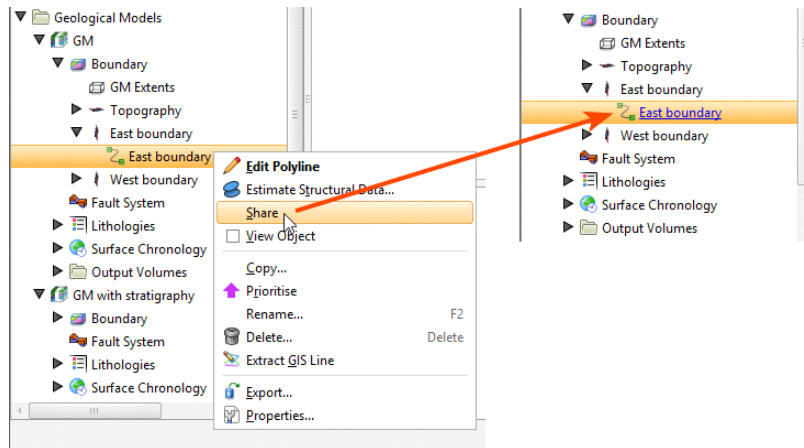 Geological Models
GM
Boundary
GM Extents
Topography
East boundary
East boundary
West boundary
Fault System
Lithologies
Surface Chronology
Output Volumes
GM with stratigraphy
Boundary
Fault System
Lithologies
Surface Chronology
Edit Polyline
Estimate Structural Data...
Share
View Object
Copy...
Prioritise
Rename... F2
Delete... Delete
Extract GIS Line
Export...
Properties...
Boundary
GM Extents
Topography
East boundary
East boundary
West boundary
Fault System
Lithologies
Surface Chronology
Output Volumes